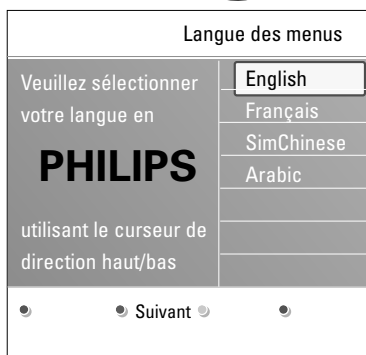 Langue des menus
Veuillez sélectionner
votre langue en
PHILIPS
utilisant le curseur de
direction haut/bas
English
Français
SimChinese
Arabic
Suivant